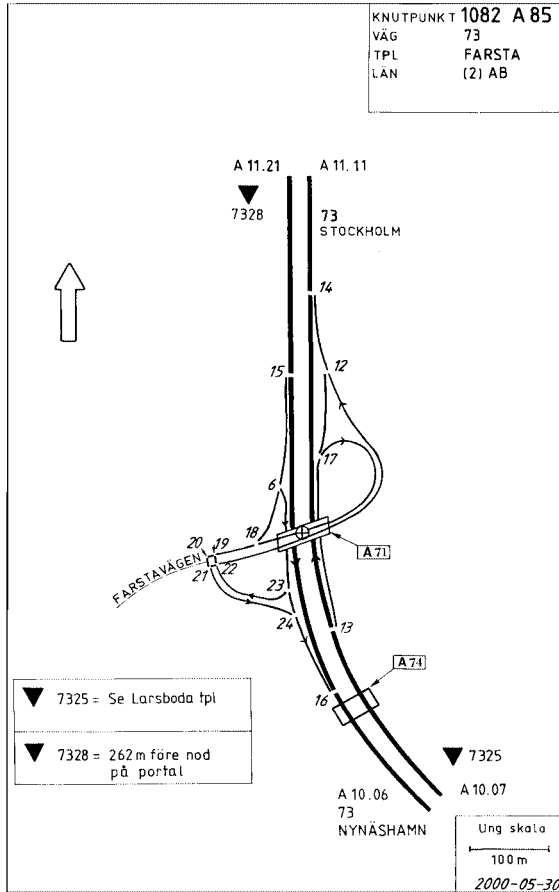 KNUTPUNKT 1082 A 85
VÄG 73
TPL FARSTA
LÄN (2) AB
A 11.21 A 11.11
7328
73
STOCKHOLM
14
15
12
17
6
18
20 19
21 22
FARSTAVÄGEN
A 71
23
24
13
A 74
16
7325 = Se Larsboda tpl
7328 = 262 m före nod
på portal
7325
A 10.06 A 10.07
73
NYNÄSHAMN
Ung skala
100 m
2000-05-30